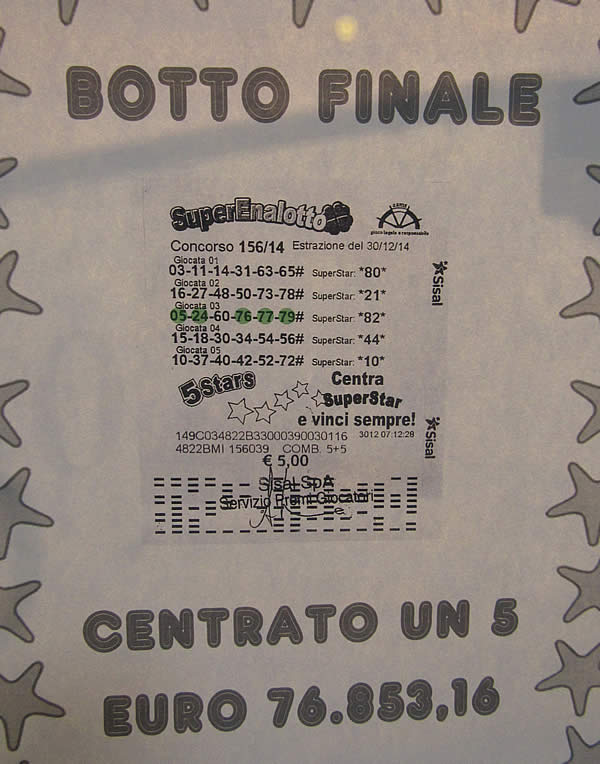 BOTTO FINALE
SuperEnalotto
gioco legale e responsabile
Concorso 156/14 Estrazione del 30/12/14
Giocata 01
03-11-14-31-63-65# SuperStar: *80*
Giocata 02
16-27-48-50-73-78# SuperStar: *21*
Giocata 03
05-24-60-76-77-79# SuperStar: *82*
Giocata 04
15-18-30-34-54-56# SuperStar: *44*
Giocata 05
10-37-40-42-52-72# SuperStar: *10*
Sisal
5Stars
Centra
SuperStar
e vinci sempre!
149C034822B33000390030116 3012 07:12:28
4822BMI 156039 COMB. 5+5
€ 5,00
Sisal
Sisal SpA
Servizio Premi Giocatori
CENTRATO UN 5
EURO 76.853,16